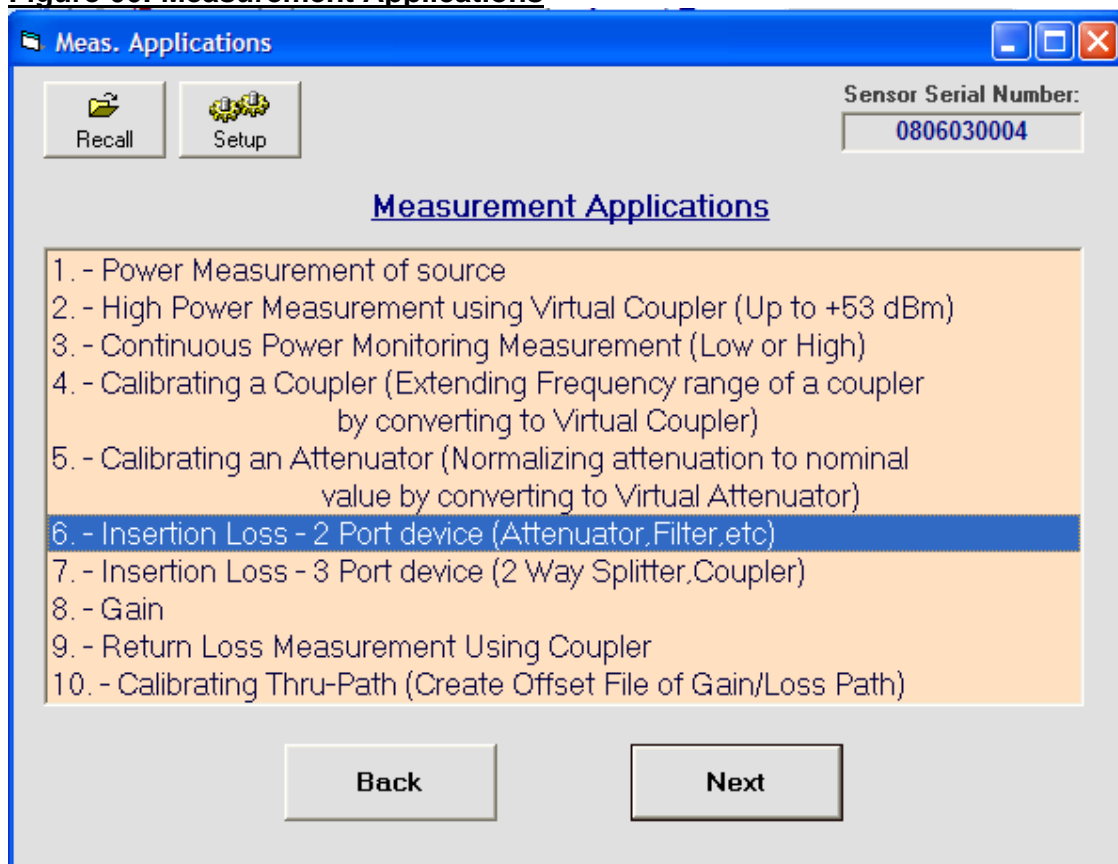 Measurement Applications
Meas. Applications
Recall
Setup
Sensor Serial Number:
0806030004
Measurement Applications
1. - Power Measurement of source
2. - High Power Measurement using Virtual Coupler (Up to +53 dBm)
3. - Continuous Power Monitoring Measurement (Low or High)
4. - Calibrating a Coupler (Extending Frequency range of a coupler
by converting to Virtual Coupler)
5. - Calibrating an Attenuator (Normalizing attenuation to nominal
value by converting to Virtual Attenuator)
6. - Insertion Loss - 2 Port device (Attenuator,Filter,etc)
7. - Insertion Loss - 3 Port device (2 Way Splitter,Coupler)
8. - Gain
9. - Return Loss Measurement Using Coupler
10. - Calibrating Thru-Path (Create Offset File of Gain/Loss Path)
Back
Next